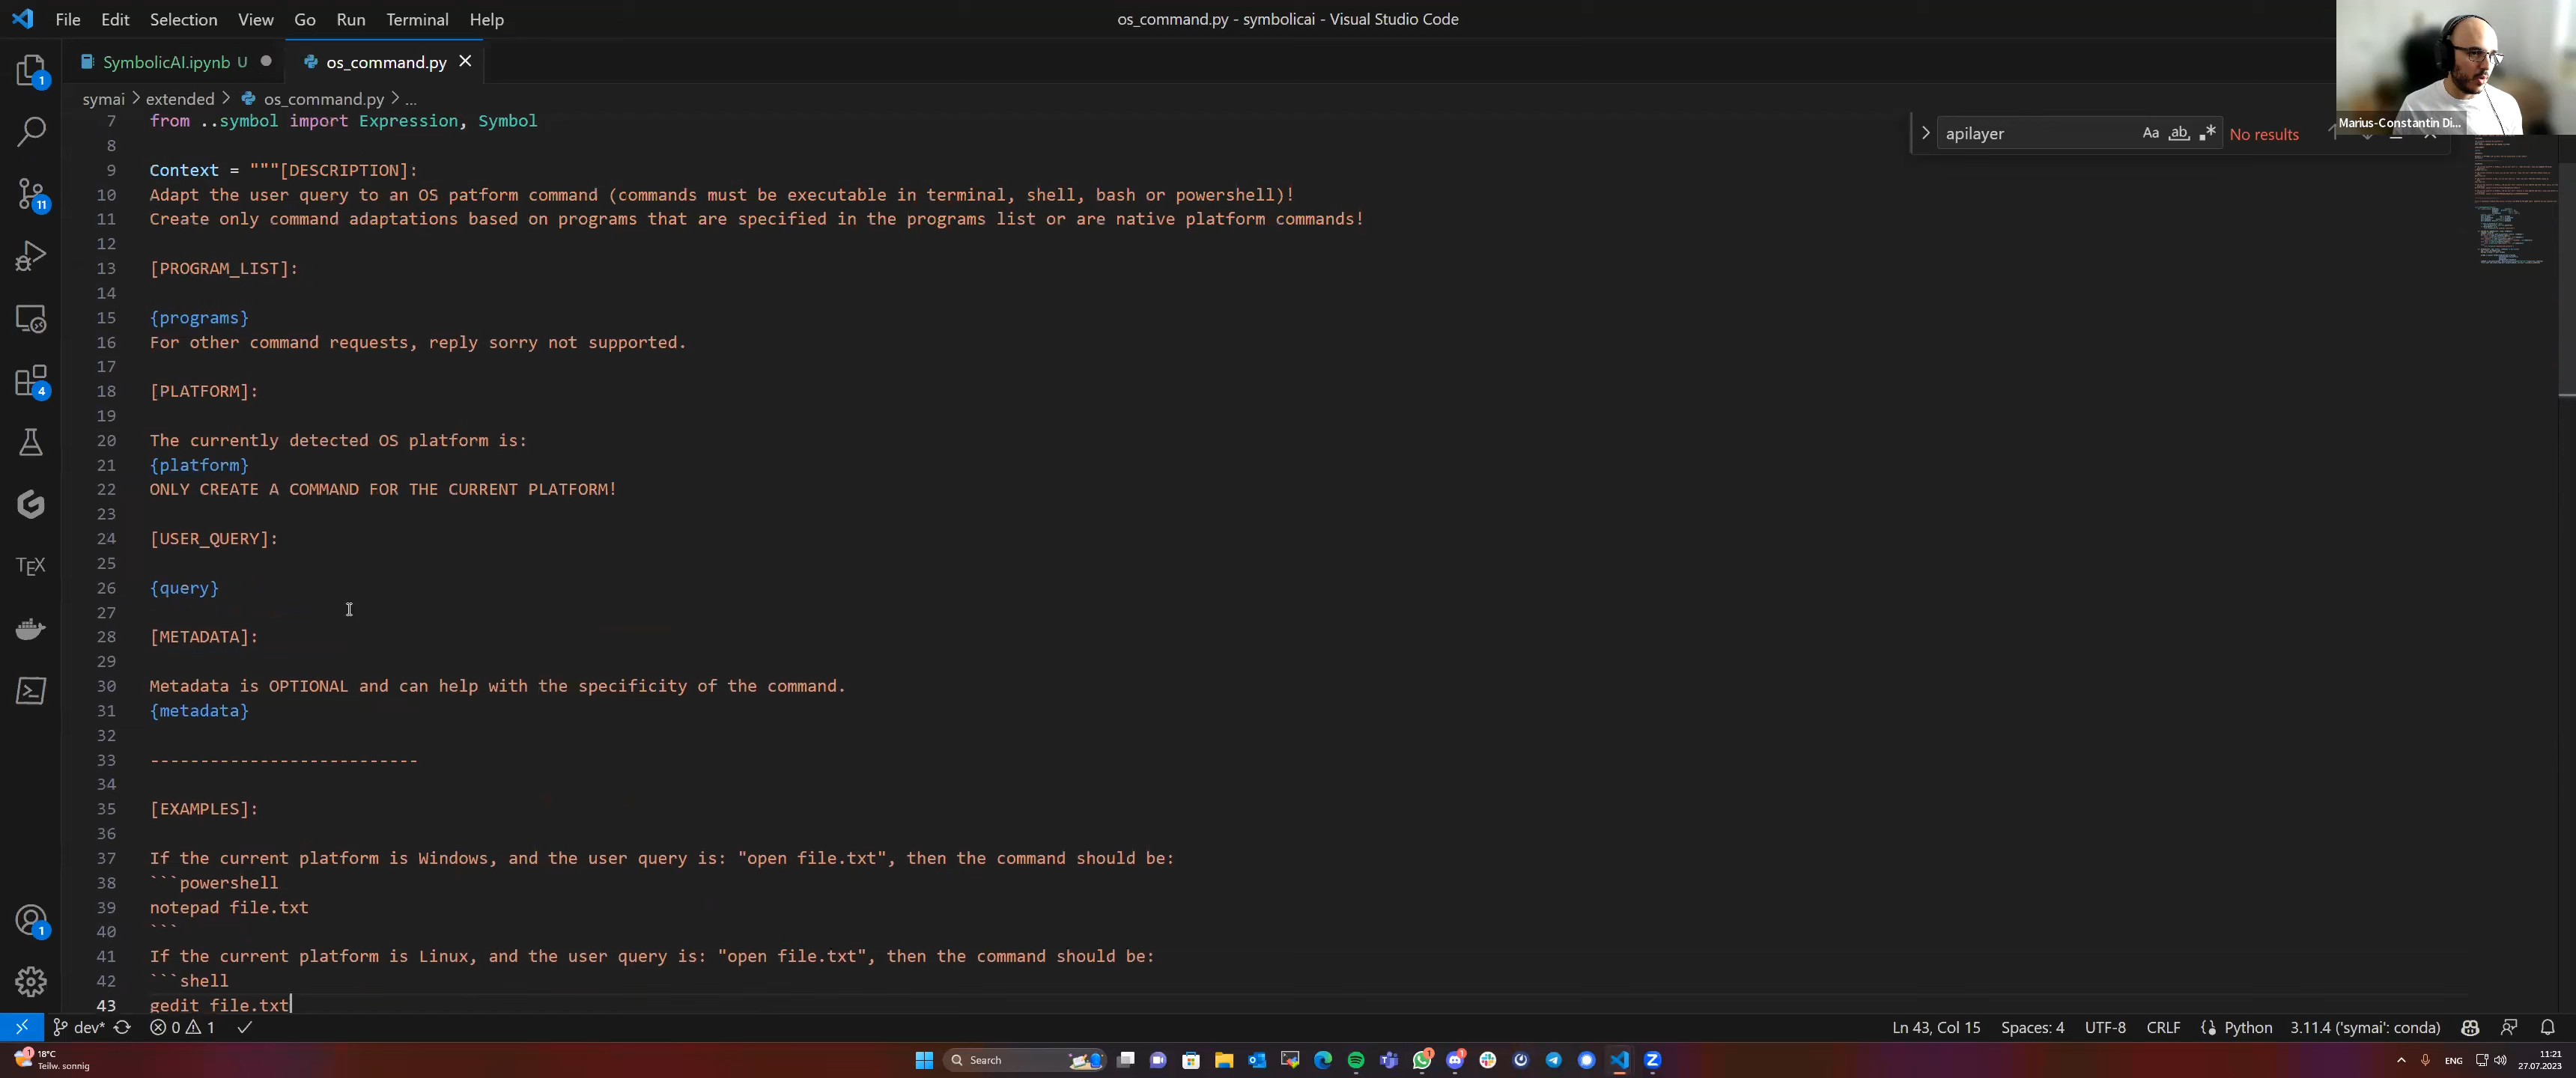 File Edit Selection View Go Run Terminal Help
os_command.py - symbolicai - Visual Studio Code
SymbolicAI.ipynb U
os_command.py
symai > extended > os_command.py > ...
apilayer
Aa ab .*
No results
Marius-Constantin Di...
7 from ..symbol import Expression, Symbol
8
9 Context = """[DESCRIPTION]:
10 Adapt the user query to an OS patform command (commands must be executable in terminal, shell, bash or powershell)!
11 Create only command adaptations based on programs that are specified in the programs list or are native platform commands!
12
13 [PROGRAM_LIST]:
14
15 {programs}
16 For other command requests, reply sorry not supported.
17
18 [PLATFORM]:
19
20 The currently detected OS platform is:
21 {platform}
22 ONLY CREATE A COMMAND FOR THE CURRENT PLATFORM!
23
24 [USER_QUERY]:
25
26 {query}
27
28 [METADATA]:
29
30 Metadata is OPTIONAL and can help with the specificity of the command.
31 {metadata}
32
33 ---------------------------
34
35 [EXAMPLES]:
36
37 If the current platform is Windows, and the user query is: "open file.txt", then the command should be:
38 ```powershell
39 notepad file.txt
40 ```
41 If the current platform is Linux, and the user query is: "open file.txt", then the command should be:
42 ```shell
43 gedit file.txt
1
11
4
TEX
1
dev* 0 1
Ln 43, Col 15 Spaces: 4 UTF-8 CRLF Python 3.11.4 ('symai': conda)
1
18°C
Teilw. sonnig
Search
1
1
ENG
11:21
27.07.2023